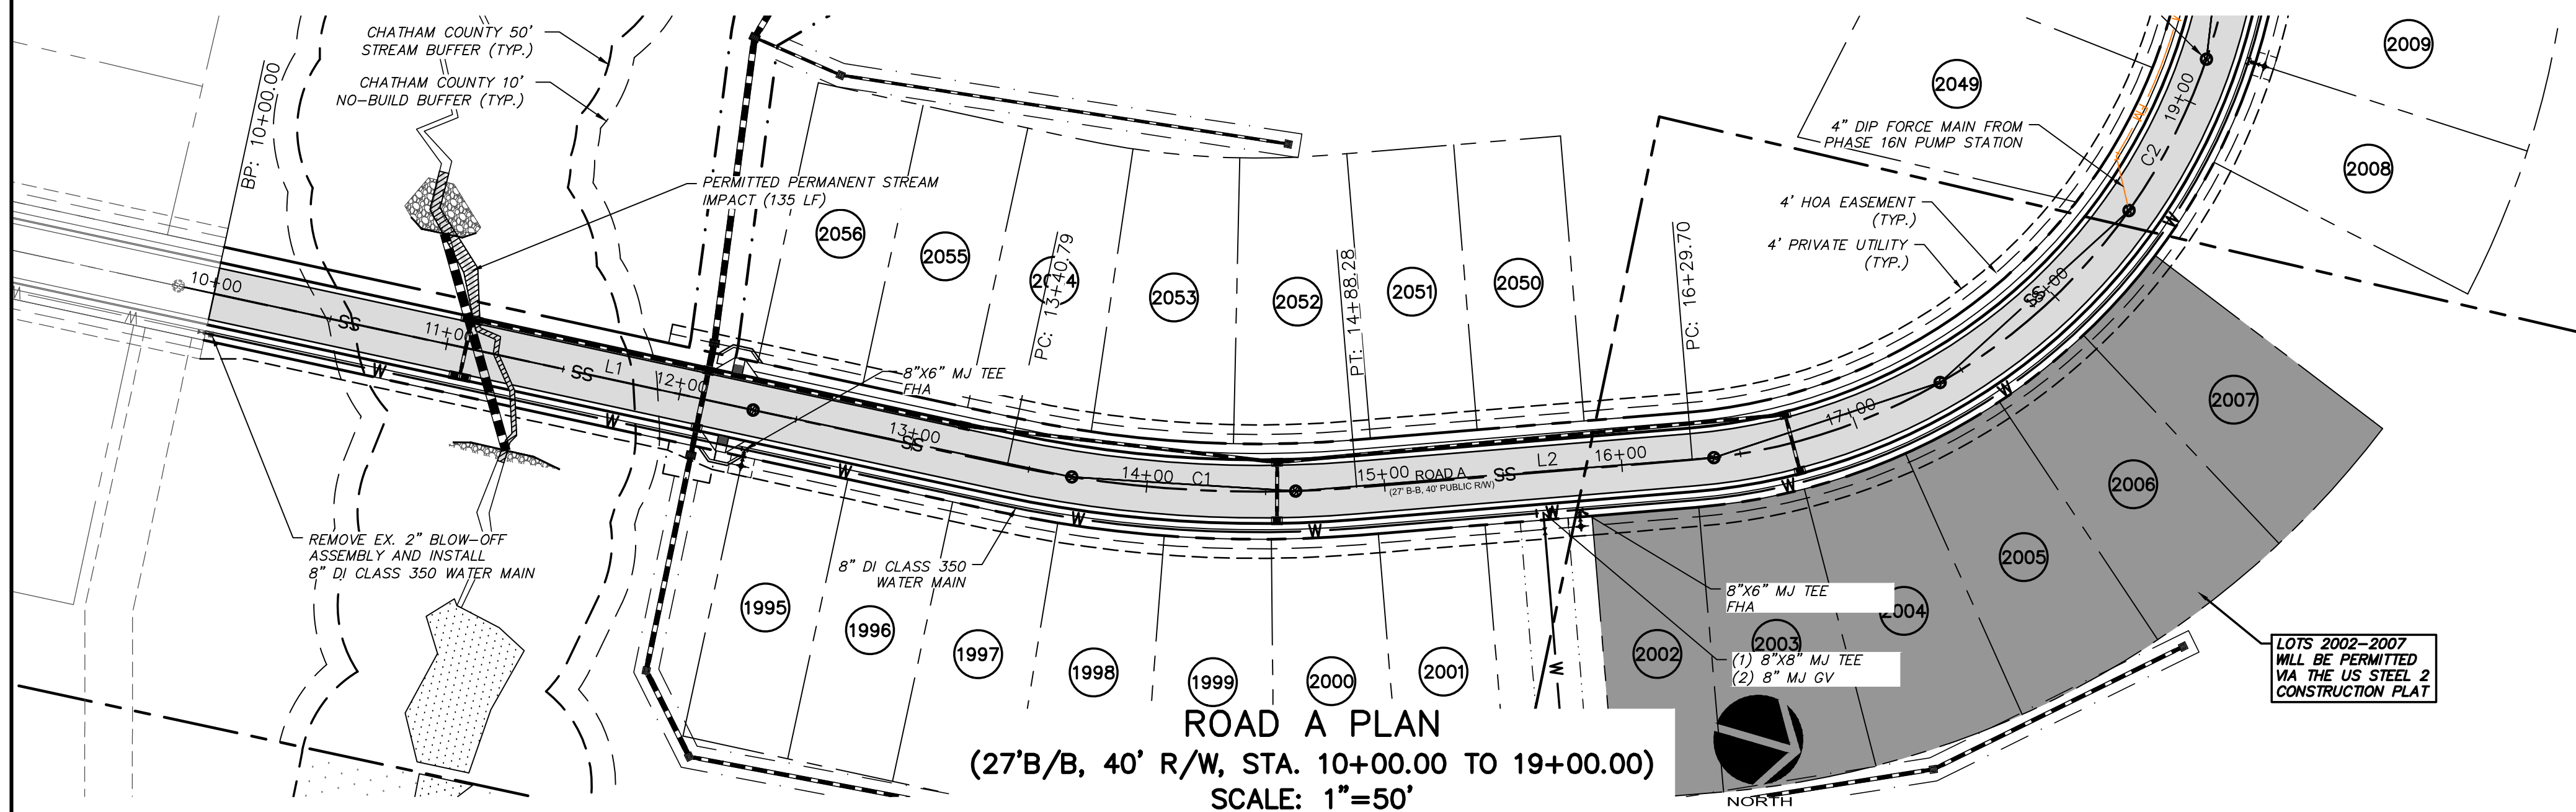 CHATHAM COUNTY 50'
STREAM BUFFER (TYP.)
CHATHAM COUNTY 10'
NO-BUILD BUFFER (TYP.)
BP: 10+00.00
PERMITTED PERMANENT STREAM
IMPACT (135 LF)
2056
2055
PC: 13+40.79
2053
2052
PT: 14+88.28
2051
2050
PC: 16+29.70
2049
4" DIP FORCE MAIN FROM
PHASE 16N PUMP STATION
4' HOA EASEMENT
(TYP.)
4' PRIVATE UTILITY
(TYP.)
2009
2008
19+00
C2
10+00
SS
11+00
SS
L1
12+00
8"X6" MJ TEE
FHA
13+00
SS
14+00
C1
15+00
ROAD A
(27' B-B, 40' PUBLIC R/W)
SS
L2
16+00
17+00
SS
W
W
W
W
W
W
W
W
W
W
W
REMOVE EX. 2" BLOW-OFF
ASSEMBLY AND INSTALL
8" DI CLASS 350 WATER MAIN
8" DI CLASS 350
WATER MAIN
1995
1996
1997
1998
1999
2000
2001
2002
2003
2004
2005
2006
2007
8"X6" MJ TEE
FHA
(1) 8"X8" MJ TEE
(2) 8" MJ GV
LOTS 2002-2007
WILL BE PERMITTED
VIA THE US STEEL 2
CONSTRUCTION PLAT
ROAD A PLAN
(27'B/B, 40' R/W, STA. 10+00.00 TO 19+00.00)
SCALE: 1"=50'
NORTH